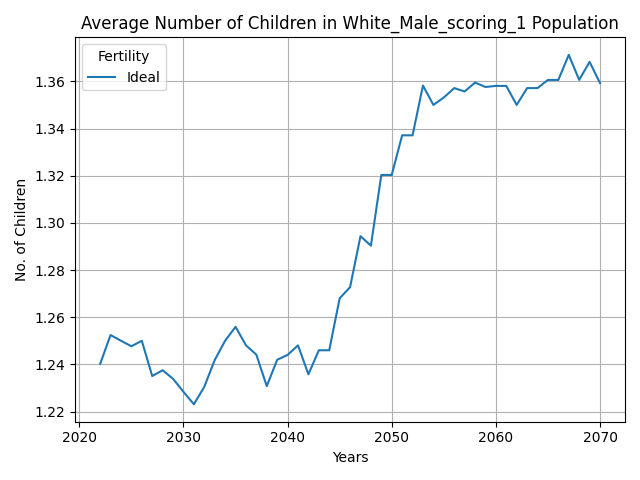 Average Number of Children in White_Male_scoring_1 Population
Fertility
Ideal
No. of Children
1.36
1.34
1.32
1.30
1.28
1.26
1.24
1.22
2020 2030 2040 2050 2060 2070
Years